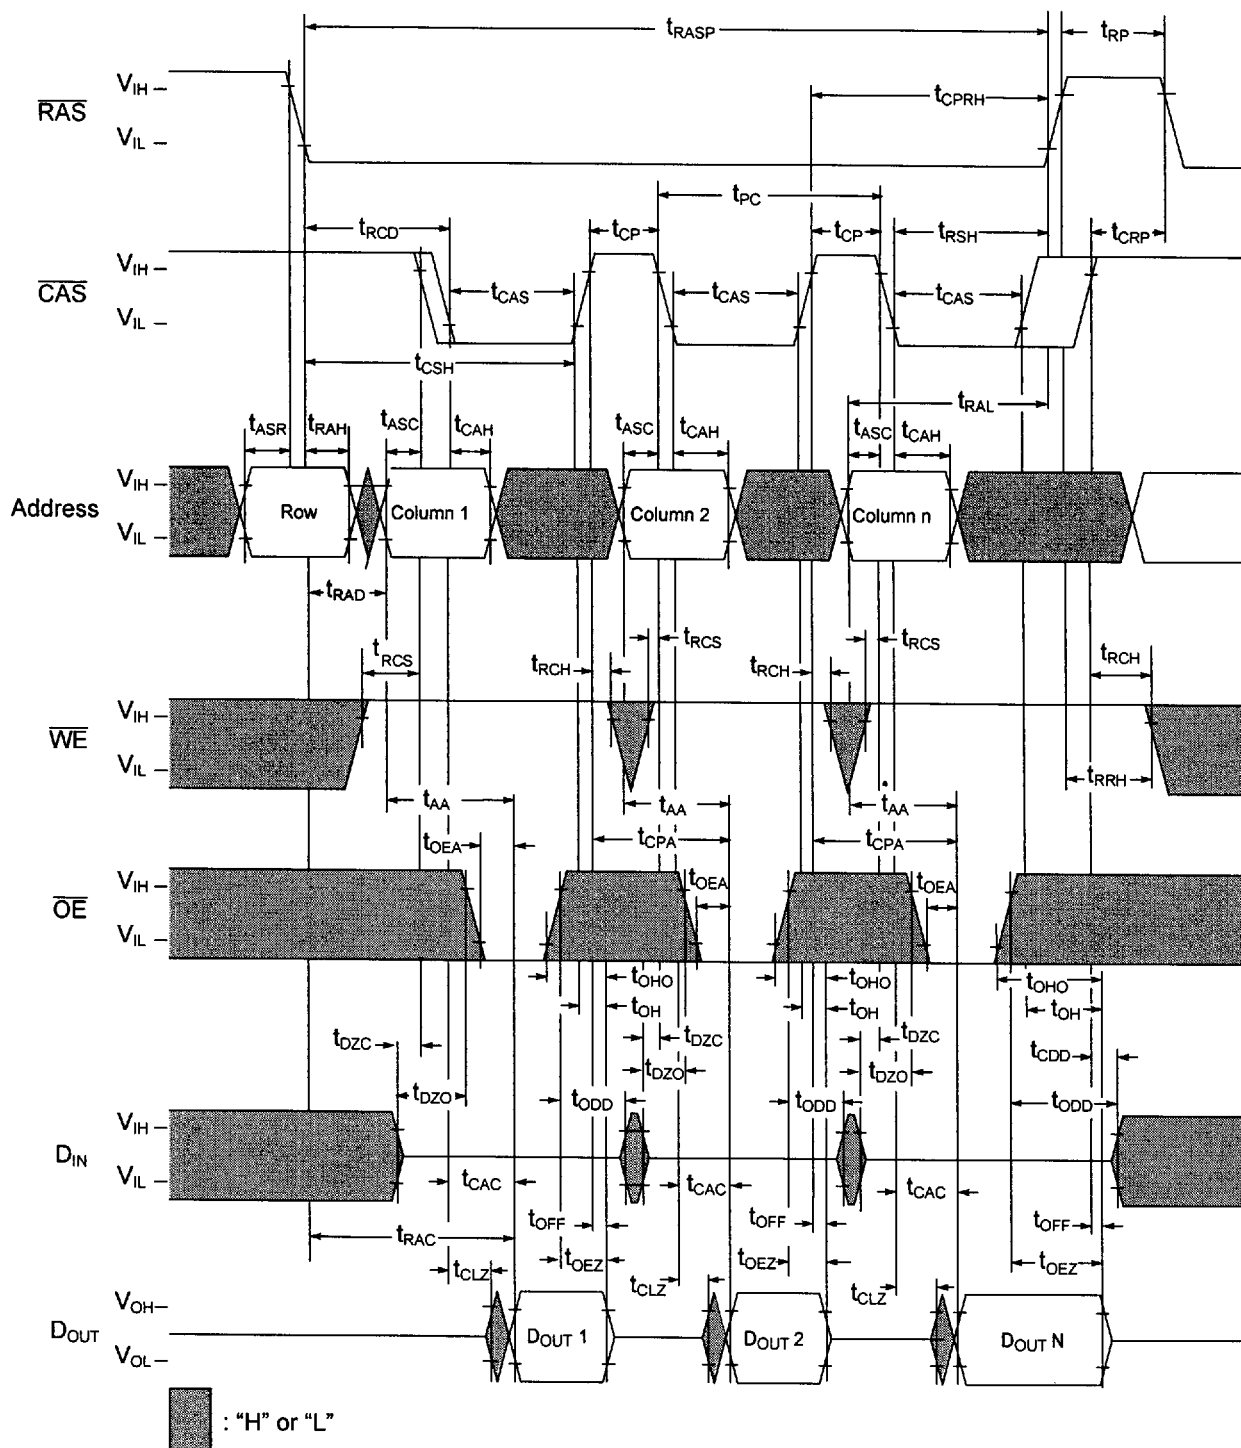 tRASP
tRP
VIH
RAS
VIL
tCPRH
tPC
tRCD
tCP
tCP
tRSH
tCRP
VIH
CAS
VIL
tCAS
tCAS
tCAS
tCSH
tRAL
tASR
tRAH
tASC
tCAH
tASC
tCAH
tASC
tCAH
VIH
Address
VIL
Row
Column 1
Column 2
Column n
tRAD
tRCS
tRCS
tRCS
tRCH
tRCH
tRCH
VIH
WE
VIL
tRRH
tAA
tAA
tAA
tOEA
tCPA
tCPA
VIH
OE
VIL
tOEA
tOEA
tOHO
tOHO
tOHO
tOH
tOH
tOH
tDZC
tDZC
tDZC
tCDD
tDZO
tDZO
tDZO
tODD
tODD
tODD
VIH
DIN
VIL
tCAC
tCAC
tCAC
tOFF
tOFF
tOFF
tRAC
tOEZ
tOEZ
tOEZ
tCLZ
tCLZ
tCLZ
VOH
DOUT
VOL
DOUT 1
DOUT 2
DOUT N
: “H” or “L”